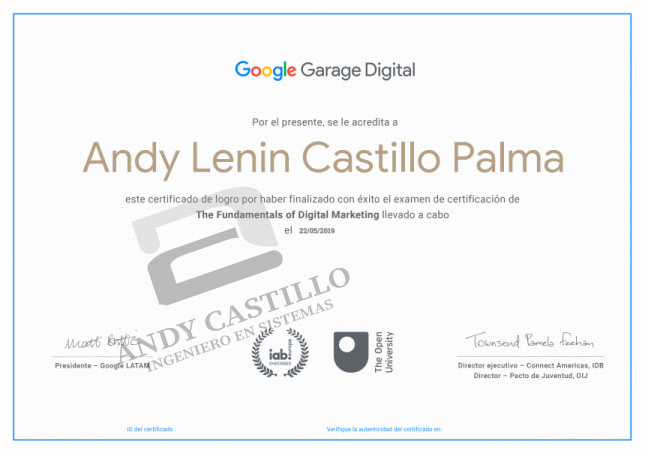 Google Garage Digital
Por el presente, se le acredita a
Andy Lenin Castillo Palma
este certificado de logro por haber finalizado con éxito el examen de certificación de
The Fundamentals of Digital Marketing llevado a cabo
el 22/05/2019
ANDY CASTILLO
INGENIERO EN SISTEMAS
Matt
Presidente – Google LATAM
iab.
europe
ENDORSED
The Open
University
Townsend Pamela Feehan
Director ejecutivo – Connect Americas, IDB
Director – Pacto de Juventud, OIJ
ID del certificado :
Verifique la autenticidad del certificado en: